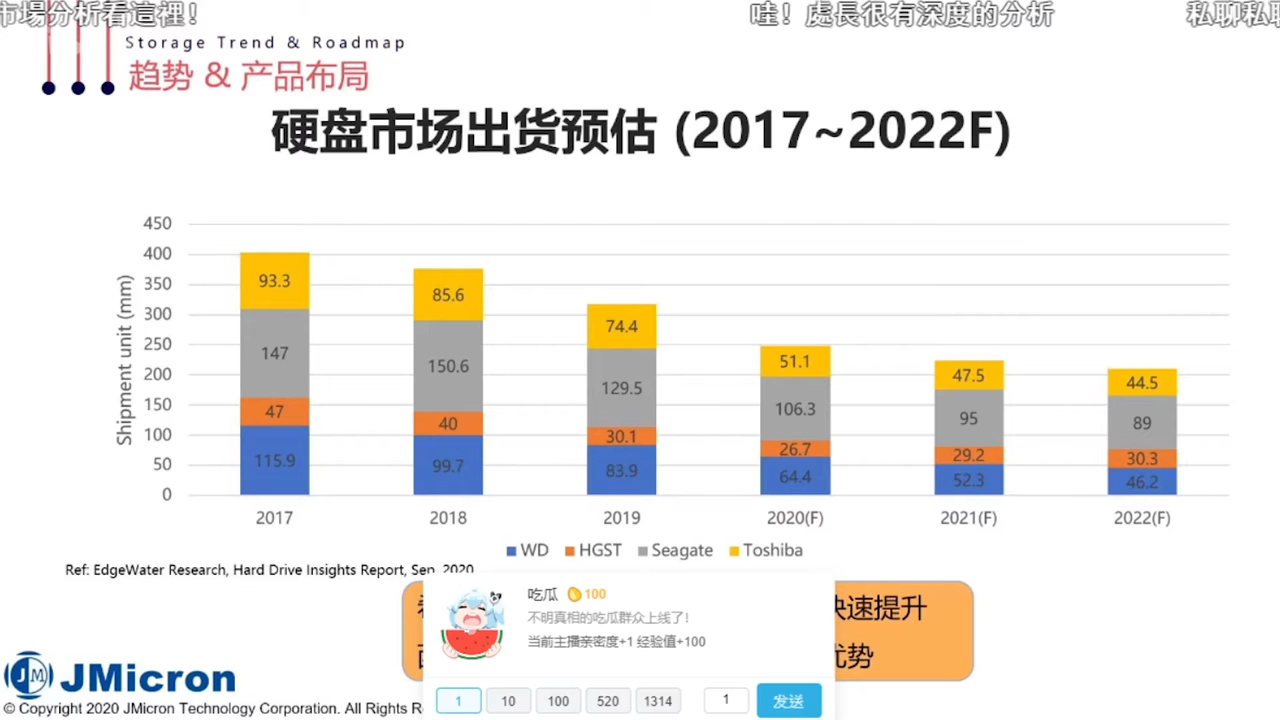 市場分析看這裡！
哇！處長很有深度的分析
私聊私聊
Storage Trend & Roadmap
趋势 & 产品布局
硬盘市场出货预估 (2017~2022F)
Shipment unit (mm)
450
400
350
300
250
200
150
100
50
0
93.3
147
47
115.9
85.6
150.6
40
99.7
74.4
129.5
30.1
83.9
51.1
106.3
26.7
64.4
47.5
95
29.2
52.3
44.5
89
30.3
46.2
2017 2018 2019 2020(F) 2021(F) 2022(F)
WD HGST Seagate Toshiba
Ref: EdgeWater Research, Hard Drive Insights Report, Sep. 2020
快速提升
优势
吃瓜 100
不明真相的吃瓜群众上线了!
当前主播亲密度+1 经验值+100
1 10 100 520 1314 1 发送
JMicron
© Copyright 2020 JMicron Technology Corporation. All Rights